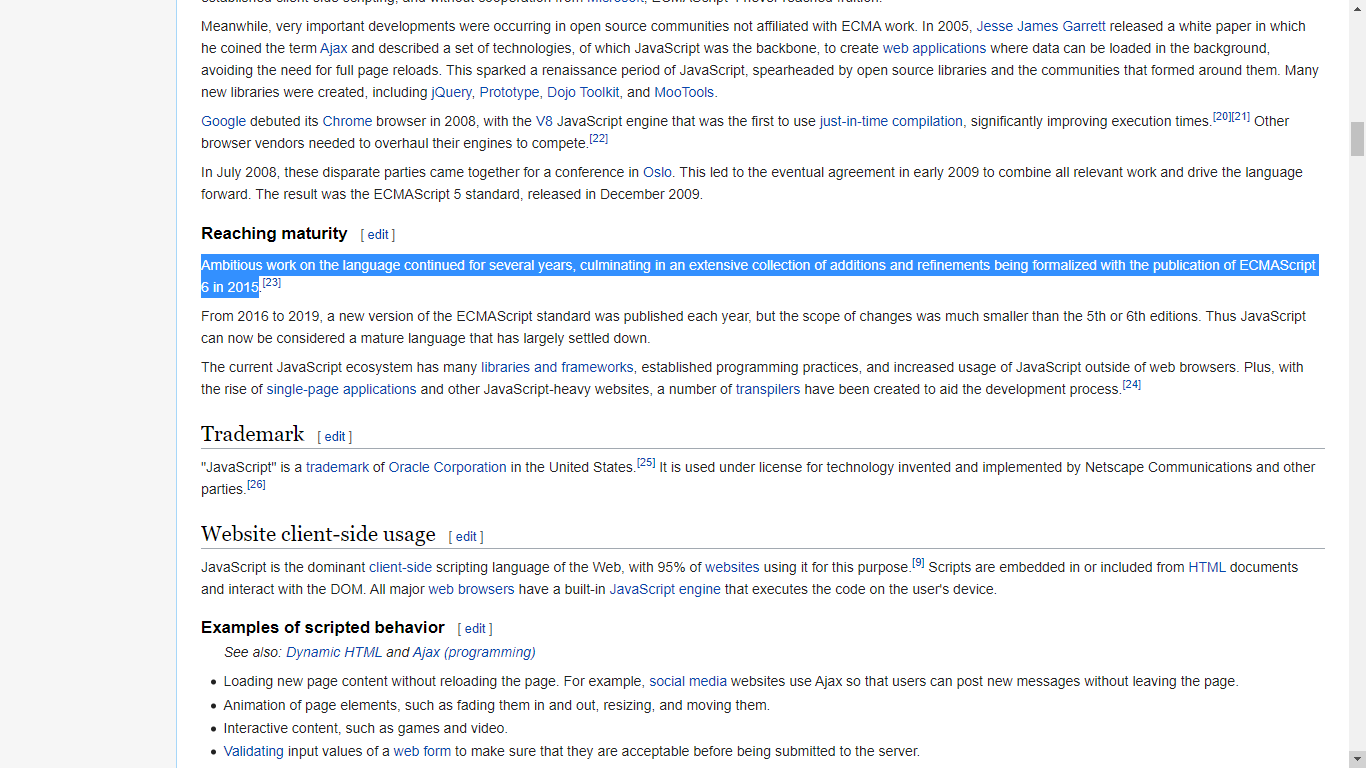 Meanwhile, very important developments were occurring in open source communities not affiliated with ECMA work. In 2005, Jesse James Garrett released a white paper in which
he coined the term Ajax and described a set of technologies, of which JavaScript was the backbone, to create web applications where data can be loaded in the background,
avoiding the need for full page reloads. This sparked a renaissance period of JavaScript, spearheaded by open source libraries and the communities that formed around them. Many
new libraries were created, including jQuery, Prototype, Dojo Toolkit, and MooTools.
Google debuted its Chrome browser in 2008, with the V8 JavaScript engine that was the first to use just-in-time compilation, significantly improving execution times.[20][21] Other
browser vendors needed to overhaul their engines to compete.[22]
In July 2008, these disparate parties came together for a conference in Oslo. This led to the eventual agreement in early 2009 to combine all relevant work and drive the language
forward. The result was the ECMAScript 5 standard, released in December 2009.
Reaching maturity [ edit ]
Ambitious work on the language continued for several years, culminating in an extensive collection of additions and refinements being formalized with the publication of ECMAScript
6 in 2015.[23]
From 2016 to 2019, a new version of the ECMAScript standard was published each year, but the scope of changes was much smaller than the 5th or 6th editions. Thus JavaScript
can now be considered a mature language that has largely settled down.
The current JavaScript ecosystem has many libraries and frameworks, established programming practices, and increased usage of JavaScript outside of web browsers. Plus, with
the rise of single-page applications and other JavaScript-heavy websites, a number of transpilers have been created to aid the development process.[24]
Trademark [ edit ]
"JavaScript" is a trademark of Oracle Corporation in the United States.[25] It is used under license for technology invented and implemented by Netscape Communications and other
parties.[26]
Website client-side usage [ edit ]
JavaScript is the dominant client-side scripting language of the Web, with 95% of websites using it for this purpose.[9] Scripts are embedded in or included from HTML documents
and interact with the DOM. All major web browsers have a built-in JavaScript engine that executes the code on the user's device.
Examples of scripted behavior [ edit ]
See also: Dynamic HTML and Ajax (programming)
• Loading new page content without reloading the page. For example, social media websites use Ajax so that users can post new messages without leaving the page.
• Animation of page elements, such as fading them in and out, resizing, and moving them.
• Interactive content, such as games and video.
• Validating input values of a web form to make sure that they are acceptable before being submitted to the server.